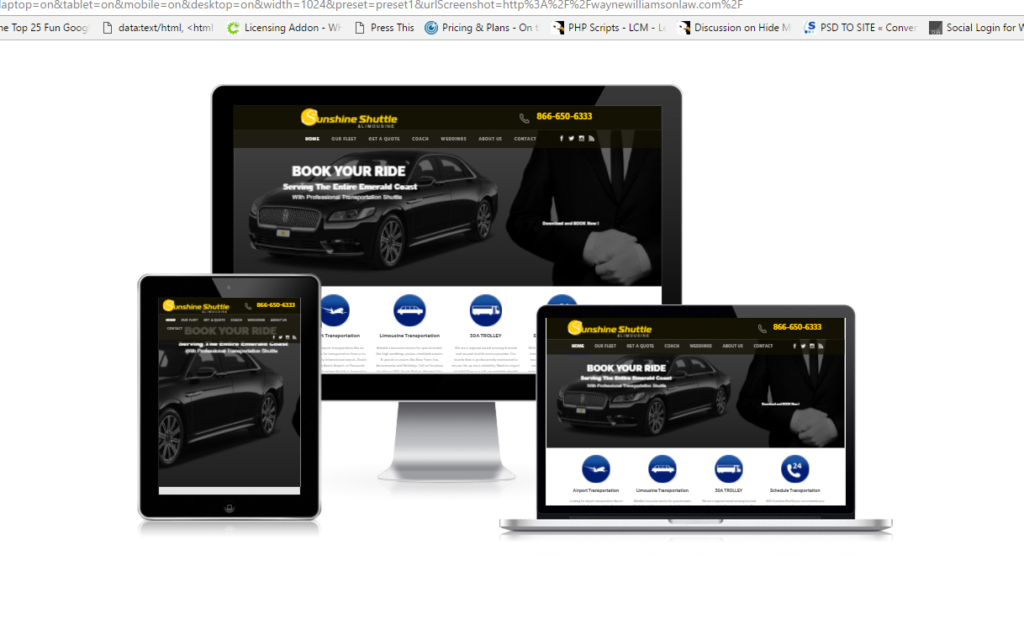 laptop=on&tablet=on&mobile=on&desktop=on&width=1024&preset=preset1&urlScreenshot=http%3A%2F%2Fwaynewilliamsonlaw.com%2F
he Top 25 Fun Goog data:text/html, <html Licensing Addon - WH Press This Pricing & Plans - On t PHP Scripts - LCM - Le Discussion on Hide M PSD TO SITE « Conver Social Login for W
Sunshine Shuttle
& LIMOUSINE
866-650-6333
HOME OUR FLEET GET A QUOTE COACH WEDDINGS ABOUT US CONTACT
BOOK YOUR RIDE
Serving The Entire Emerald Coast
With Professional Transportation Shuttle
Download and BOOK Now !
t Transportation Limousine Transportation 30A TROLLEY
Sunshine Shuttle
& LIMOUSINE
866-650-6333
HOME OUR FLEET GET A QUOTE COACH WEDDINGS ABOUT US
CONTACT
BOOK YOUR RIDE
Serving The Entire Emerald Coast
With Professional Transportation Shuttle
Sunshine Shuttle
& LIMOUSINE
866-650-6333
HOME OUR FLEET GET A QUOTE COACH WEDDINGS ABOUT US CONTACT
BOOK YOUR RIDE
Serving The Entire Emerald Coast
With Professional Transportation Shuttle
Download and BOOK Now !
24
Airport Transportation Limousine Transportation 30A TROLLEY Schedule Transportation